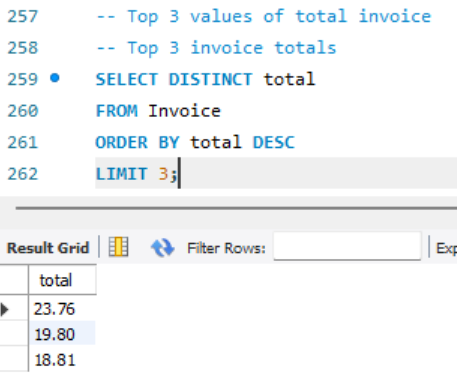 257 -- Top 3 values of total invoice
258 -- Top 3 invoice totals
259 SELECT DISTINCT total
260 FROM Invoice
261 ORDER BY total DESC
262 LIMIT 3;
Result Grid Filter Rows: Exp
total
23.76
19.80
18.81